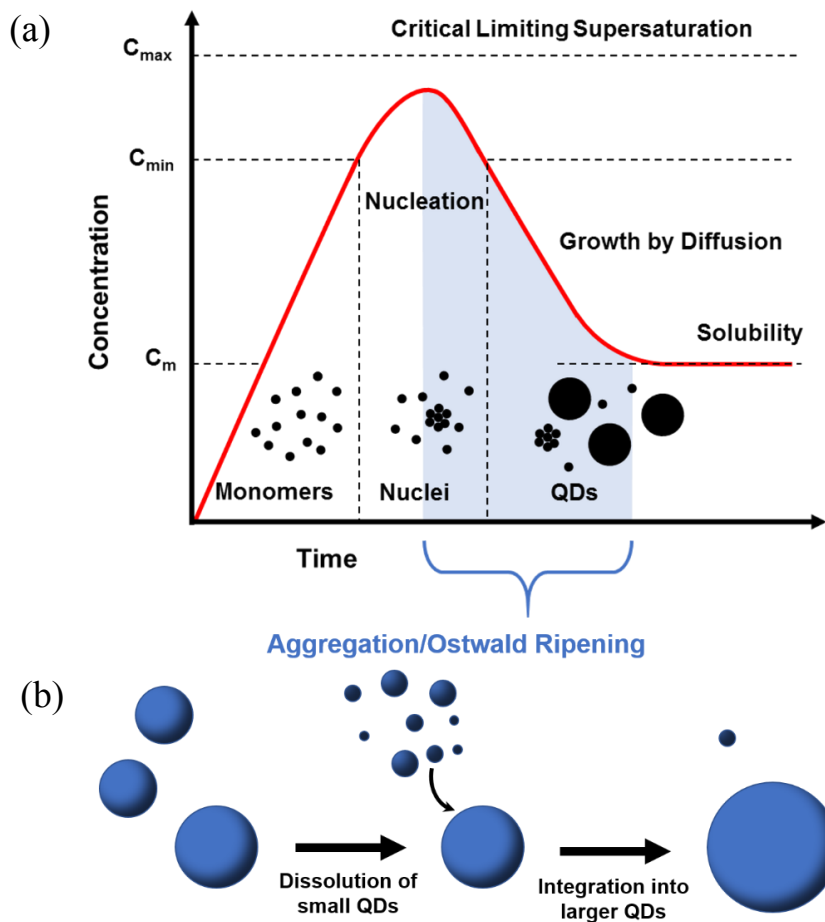 (a)
Critical Limiting Supersaturation
Cmax
Cmin
Nucleation
Growth by Diffusion
Concentration
Solubility
Cm
Monomers
Nuclei
QDs
Time
Aggregation/Ostwald Ripening
(b)
Dissolution of
small QDs
Integration into
larger QDs